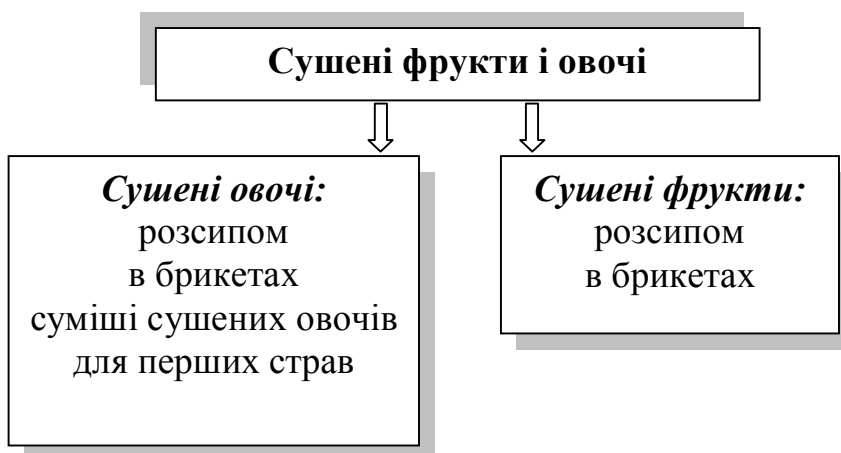 Сушені фрукти і овочі
Сушені овочі:
розсипом
в брикетах
суміші сушених овочів
для перших страв
Сушені фрукти:
розсипом
в брикетах